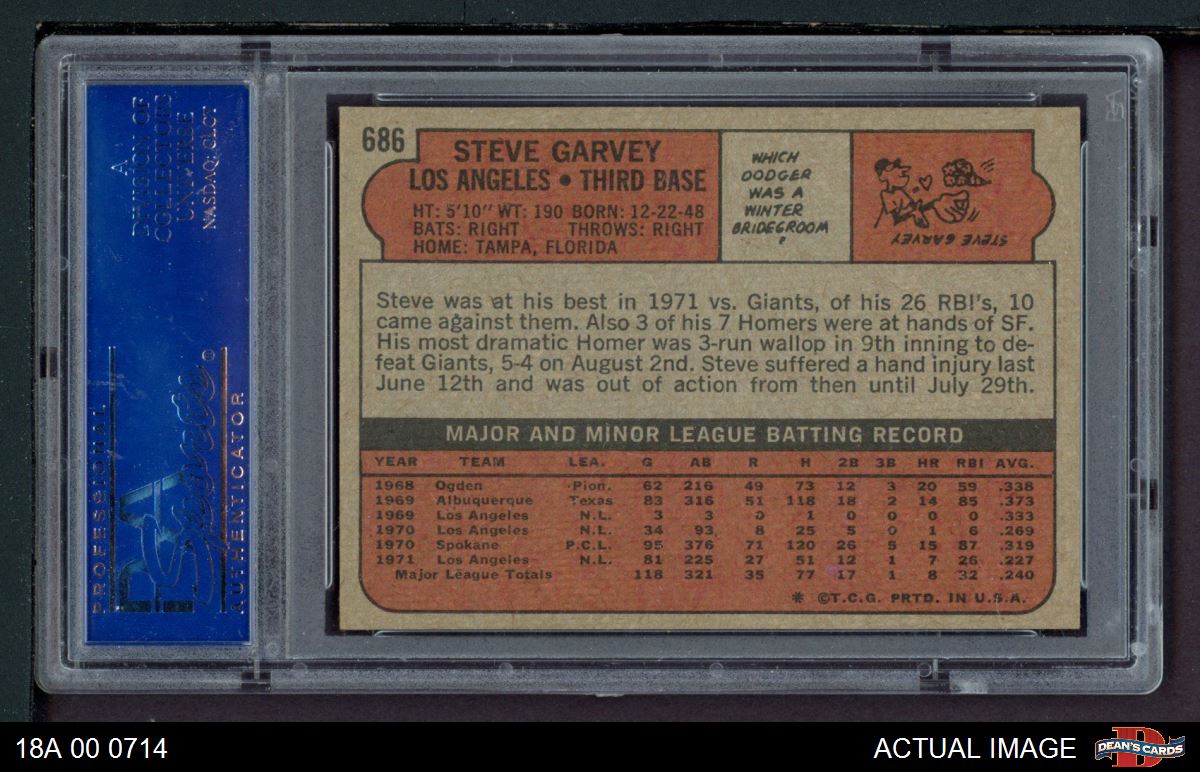 A
DIVISION OF
COLLECTORS
UNIVERSE
NASDAQ: CLCT
PROFESSIONAL
PSA
AUTHENTICATOR
®
686
STEVE GARVEY
LOS ANGELES • THIRD BASE
HT: 5'10" WT: 190 BORN: 12-22-48
BATS: RIGHT THROWS: RIGHT
HOME: TAMPA, FLORIDA
WHICH
DODGER
WAS A
WINTER
BRIDEGROOM
?
STEVE GARVEY
Steve was at his best in 1971 vs. Giants, of his 26 RBI's, 10
came against them. Also 3 of his 7 Homers were at hands of SF.
His most dramatic Homer was 3-run wallop in 9th inning to de-
feat Giants, 5-4 on August 2nd. Steve suffered a hand injury last
June 12th and was out of action from then until July 29th.
MAJOR AND MINOR LEAGUE BATTING RECORD
YEAR TEAM LEA. G AB R H 2B 3B HR RBI AVG.
1968 Ogden Pion. 62 216 49 73 12 3 20 59 .338
1969 Albuquerque Texas 83 316 51 118 18 2 14 85 .373
1969 Los Angeles N.L. 3 3 0 1 0 0 0 0 .333
1970 Los Angeles N.L. 34 93 8 25 5 0 1 6 .269
1970 Spokane P.C.L. 95 376 71 120 26 5 15 87 .319
1971 Los Angeles N.L. 81 225 27 51 12 1 7 26 .227
Major League Totals 118 321 35 77 17 1 8 32 .240
* ©T.C.G. PRTD. IN U.S.A.
18A 00 0714
ACTUAL IMAGE
D
DEAN'S CARDS